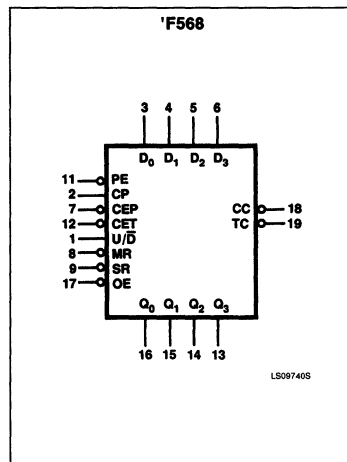 'F568
3 4 5 6
D₀ D₁ D₂ D₃
11 PE
2 CP
7 CEP CC 18
12 CET TC 19
1 U/D̅
8 MR
9 SR
17 OE
Q₀ Q₁ Q₂ Q₃
16 15 14 13
LS09740S